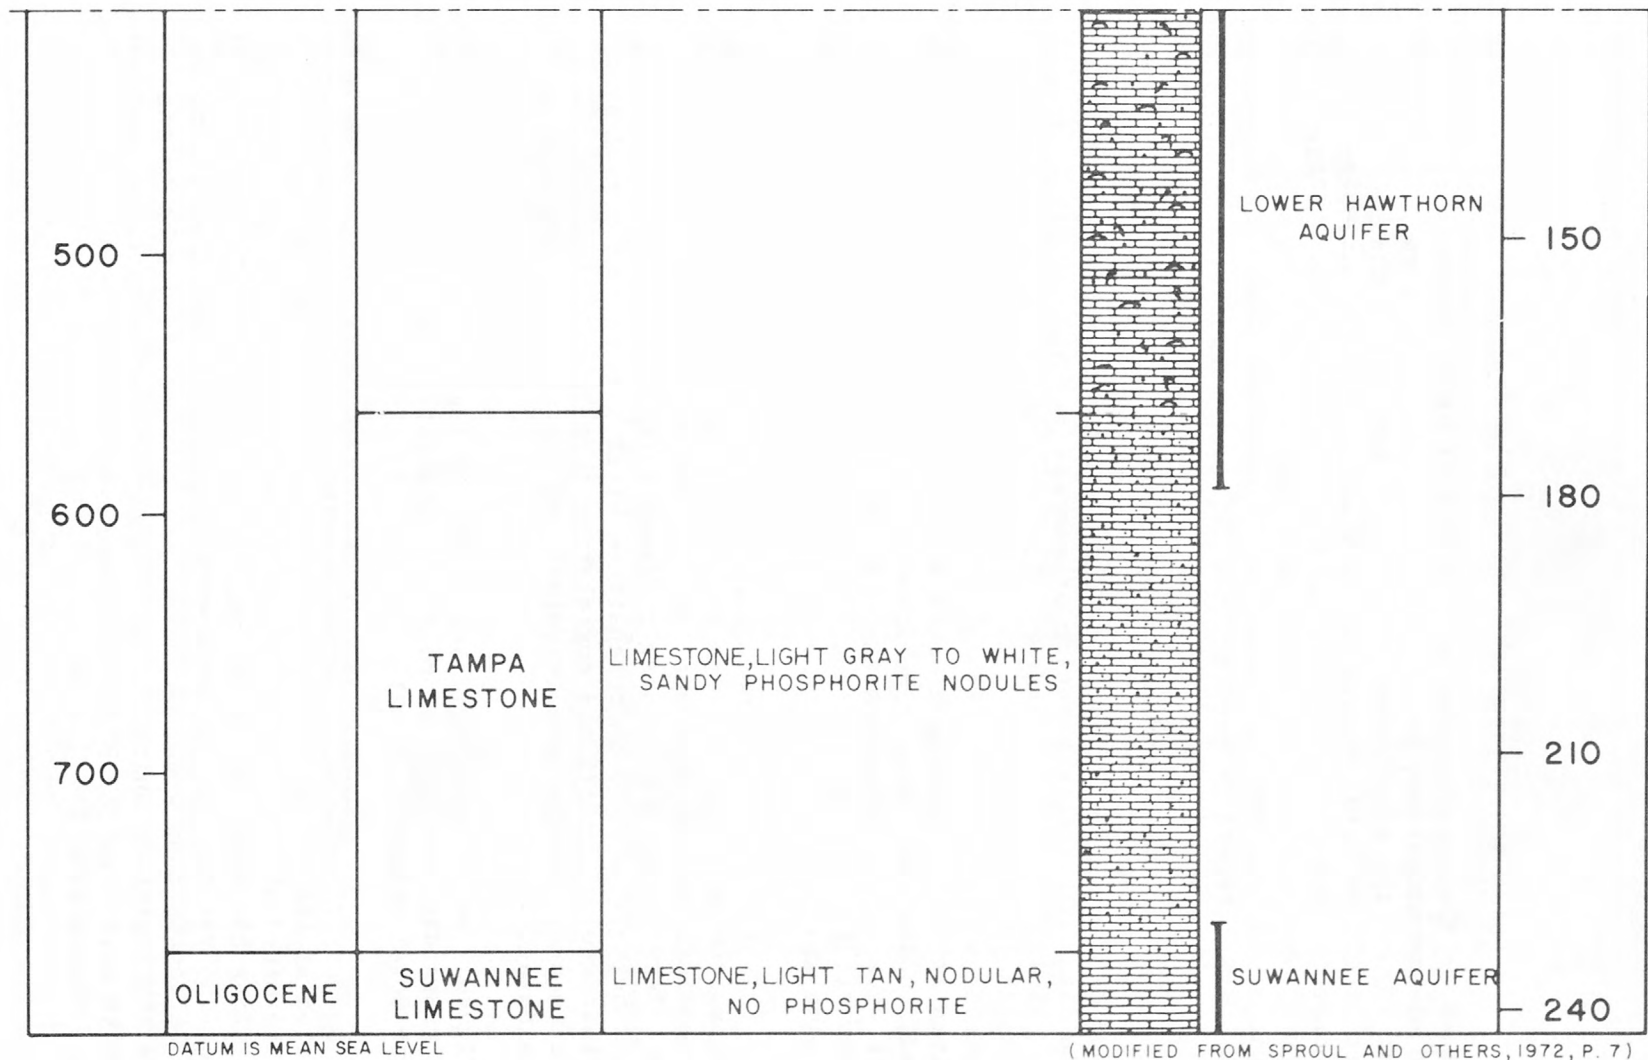 LOWER HAWTHORN
AQUIFER
500
150
600
180
TAMPA
LIMESTONE
LIMESTONE, LIGHT GRAY TO WHITE,
SANDY PHOSPHORITE NODULES
700
210
OLIGOCENE
SUWANNEE
LIMESTONE
LIMESTONE, LIGHT TAN, NODULAR,
NO PHOSPHORITE
SUWANNEE AQUIFER
240
DATUM IS MEAN SEA LEVEL
(MODIFIED FROM SPROUL AND OTHERS, 1972, P. 7)